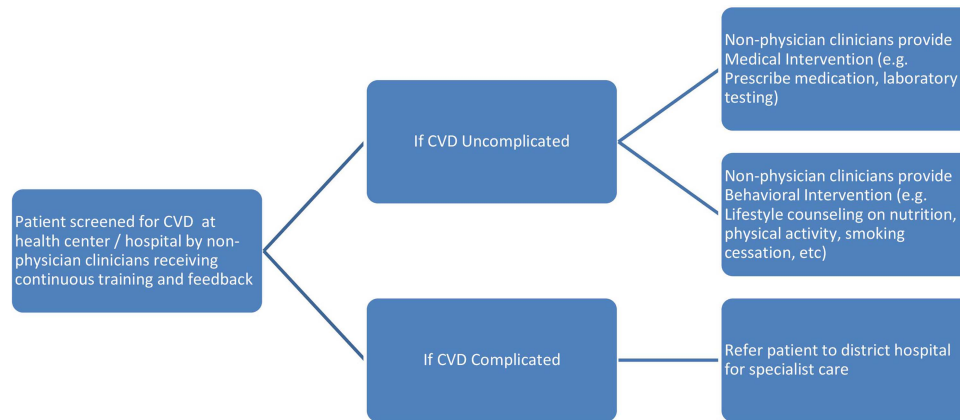 Patient screened for CVD at
health center / hospital by non-
physician clinicians receiving
continuous training and feedback
If CVD Uncomplicated
Non-physician clinicians provide
Medical Intervention (e.g.
Prescribe medication, laboratory
testing)
Non-physician clinicians provide
Behavioral Intervention (e.g.
Lifestyle counseling on nutrition,
physical activity, smoking
cessation, etc)
If CVD Complicated
Refer patient to district hospital
for specialist care